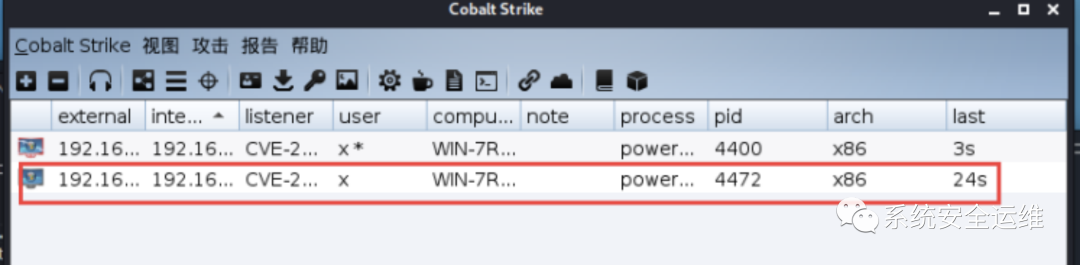 Cobalt Strike
Cobalt Strike 视图 攻击 报告 帮助
external inte... listener user compu... note process pid arch last
192.16... 192.16... CVE-2... x * WIN-7R... power... 4400 x86 3s
192.16... 192.16... CVE-2... x WIN-7R... power... 4472 x86 24s
系统安全运维